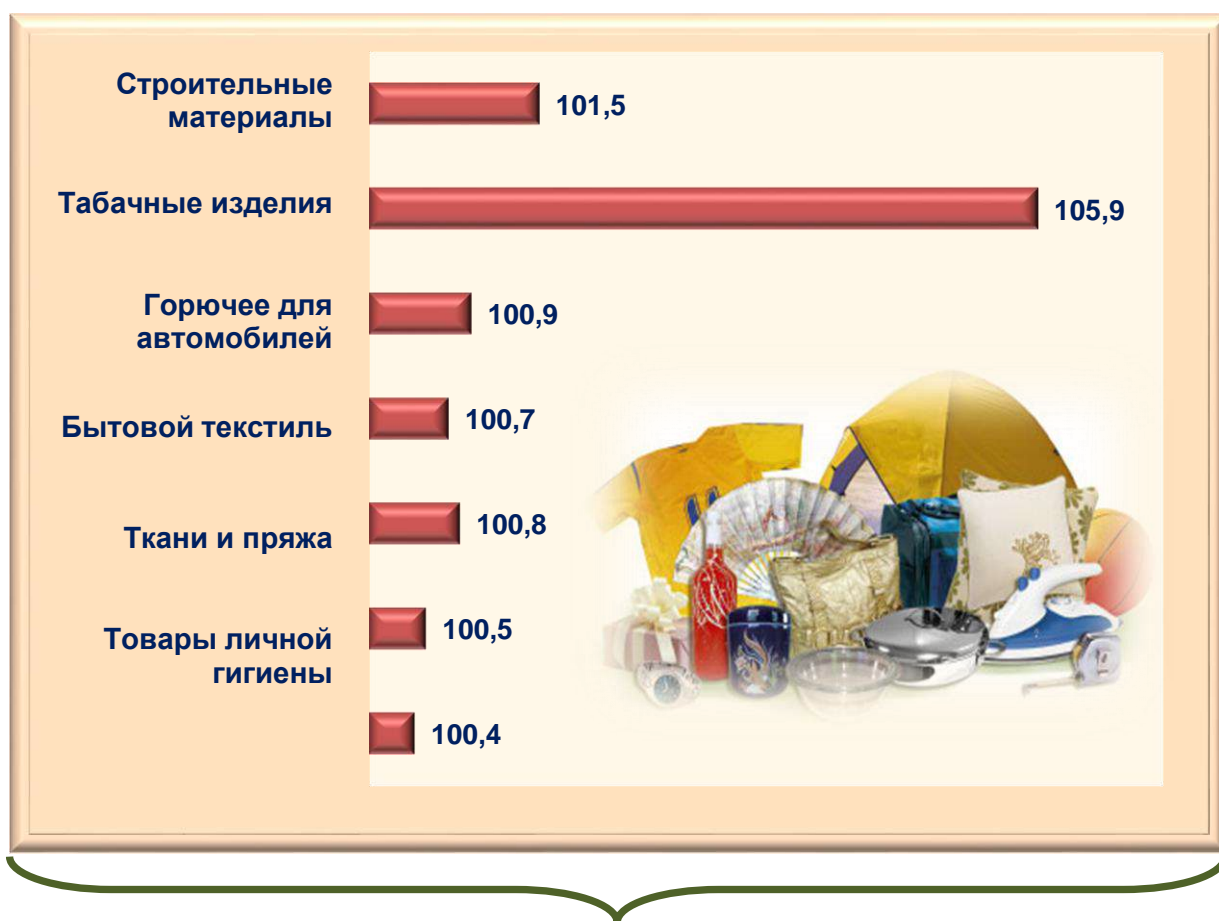 Строительные
материалы
101,5
Табачные изделия
105,9
Горючее для
автомобилей
100,9
Бытовой текстиль
100,7
Ткани и пряжа
100,8
Товары личной
гигиены
100,5
100,4